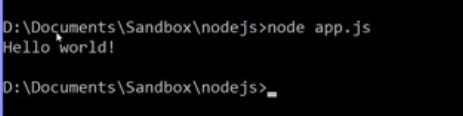 D:\Documents\Sandbox\nodejs>node app.js
Hello world!
D:\Documents\Sandbox\nodejs>